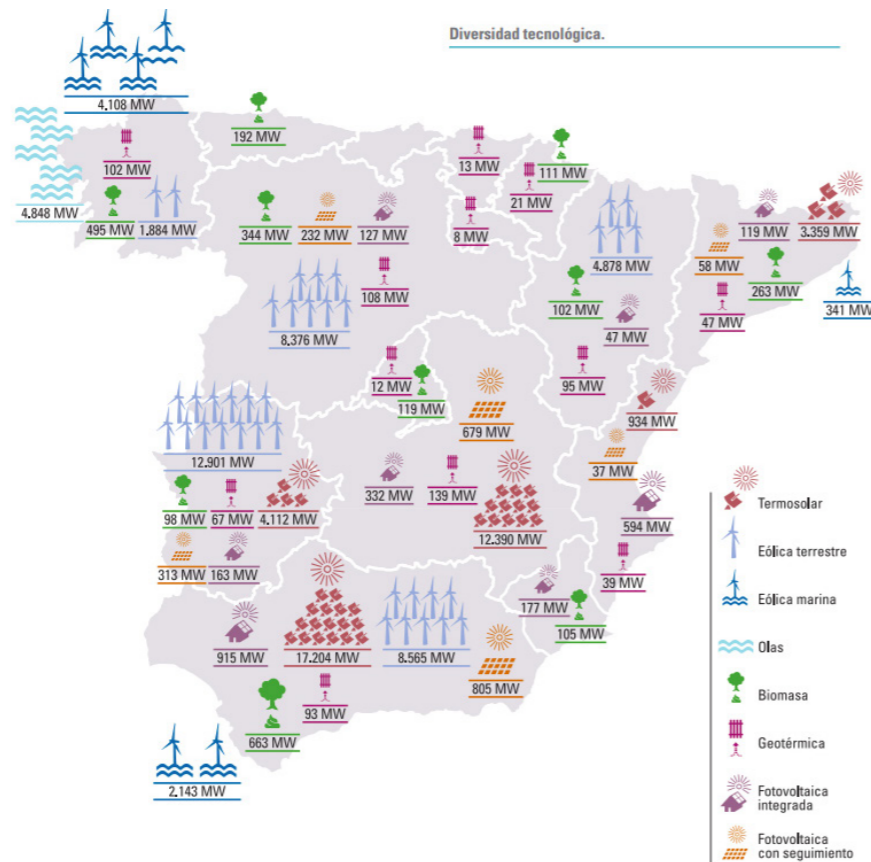 Diversidad tecnológica.
4.108 MW
192 MW
102 MW
13 MW
111 MW
21 MW
4.848 MW
495 MW
1.884 MW
344 MW
232 MW
127 MW
8 MW
4.878 MW
58 MW
119 MW
3.359 MW
108 MW
102 MW
263 MW
341 MW
8.376 MW
47 MW
47 MW
12 MW
95 MW
119 MW
934 MW
679 MW
12.901 MW
37 MW
332 MW
139 MW
98 MW
67 MW
4.112 MW
12.390 MW
594 MW
313 MW
163 MW
39 MW
177 MW
105 MW
915 MW
17.204 MW
8.565 MW
805 MW
93 MW
663 MW
2.143 MW
Termosolar
Eólica terrestre
Eólica marina
Olas
Biomasa
Geotérmica
Fotovoltaica
integrada
Fotovoltaica
con seguimiento